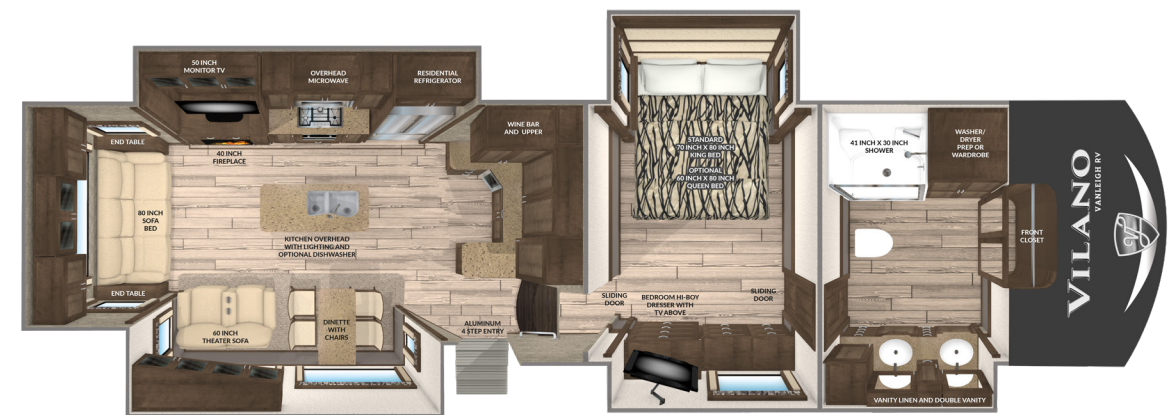 50 INCH
MONITOR TV
OVERHEAD
MICROWAVE
RESIDENTIAL
REFRIGERATOR
END TABLE
40 INCH
FIREPLACE
WINE BAR
AND UPPER
80 INCH
SOFA
BED
KITCHEN OVERHEAD
WITH LIGHTING AND
OPTIONAL DISHWASHER
END TABLE
60 INCH
THEATER SOFA
DINETTE
WITH
CHAIRS
ALUMINUM
4 STEP ENTRY
STANDARD
70 INCH X 80 INCH
KING BED
OPTIONAL
60 INCH X 80 INCH
QUEEN BED
SLIDING
DOOR
BEDROOM HI-BOY
DRESSER WITH
TV ABOVE
SLIDING
DOOR
41 INCH X 30 INCH
SHOWER
WASHER/
DRYER
PREP OR
WARDROBE
FRONT
CLOSET
VANITY LINEN AND DOUBLE VANITY
VILANO
VANLEIGH RV